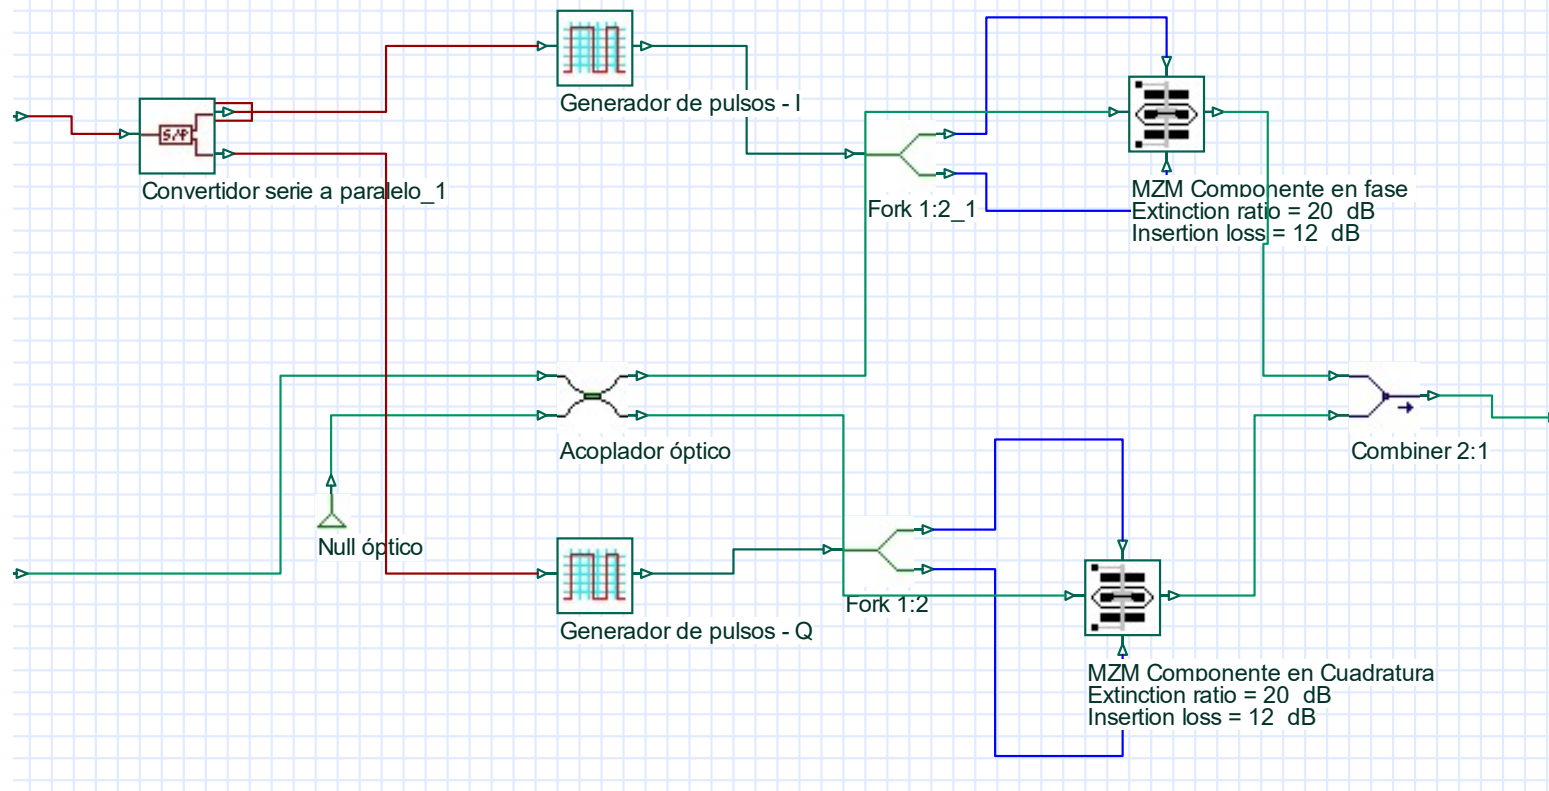 Generador de pulsos - I
S/P
Convertidor serie a paralelo_1
Fork 1:2_1
MZM Componente en fase
Extinction ratio = 20 dB
Insertion loss = 12 dB
Acoplador óptico
Combiner 2:1
Null óptico
Fork 1:2
Generador de pulsos - Q
MZM Componente en Cuadratura
Extinction ratio = 20 dB
Insertion loss = 12 dB